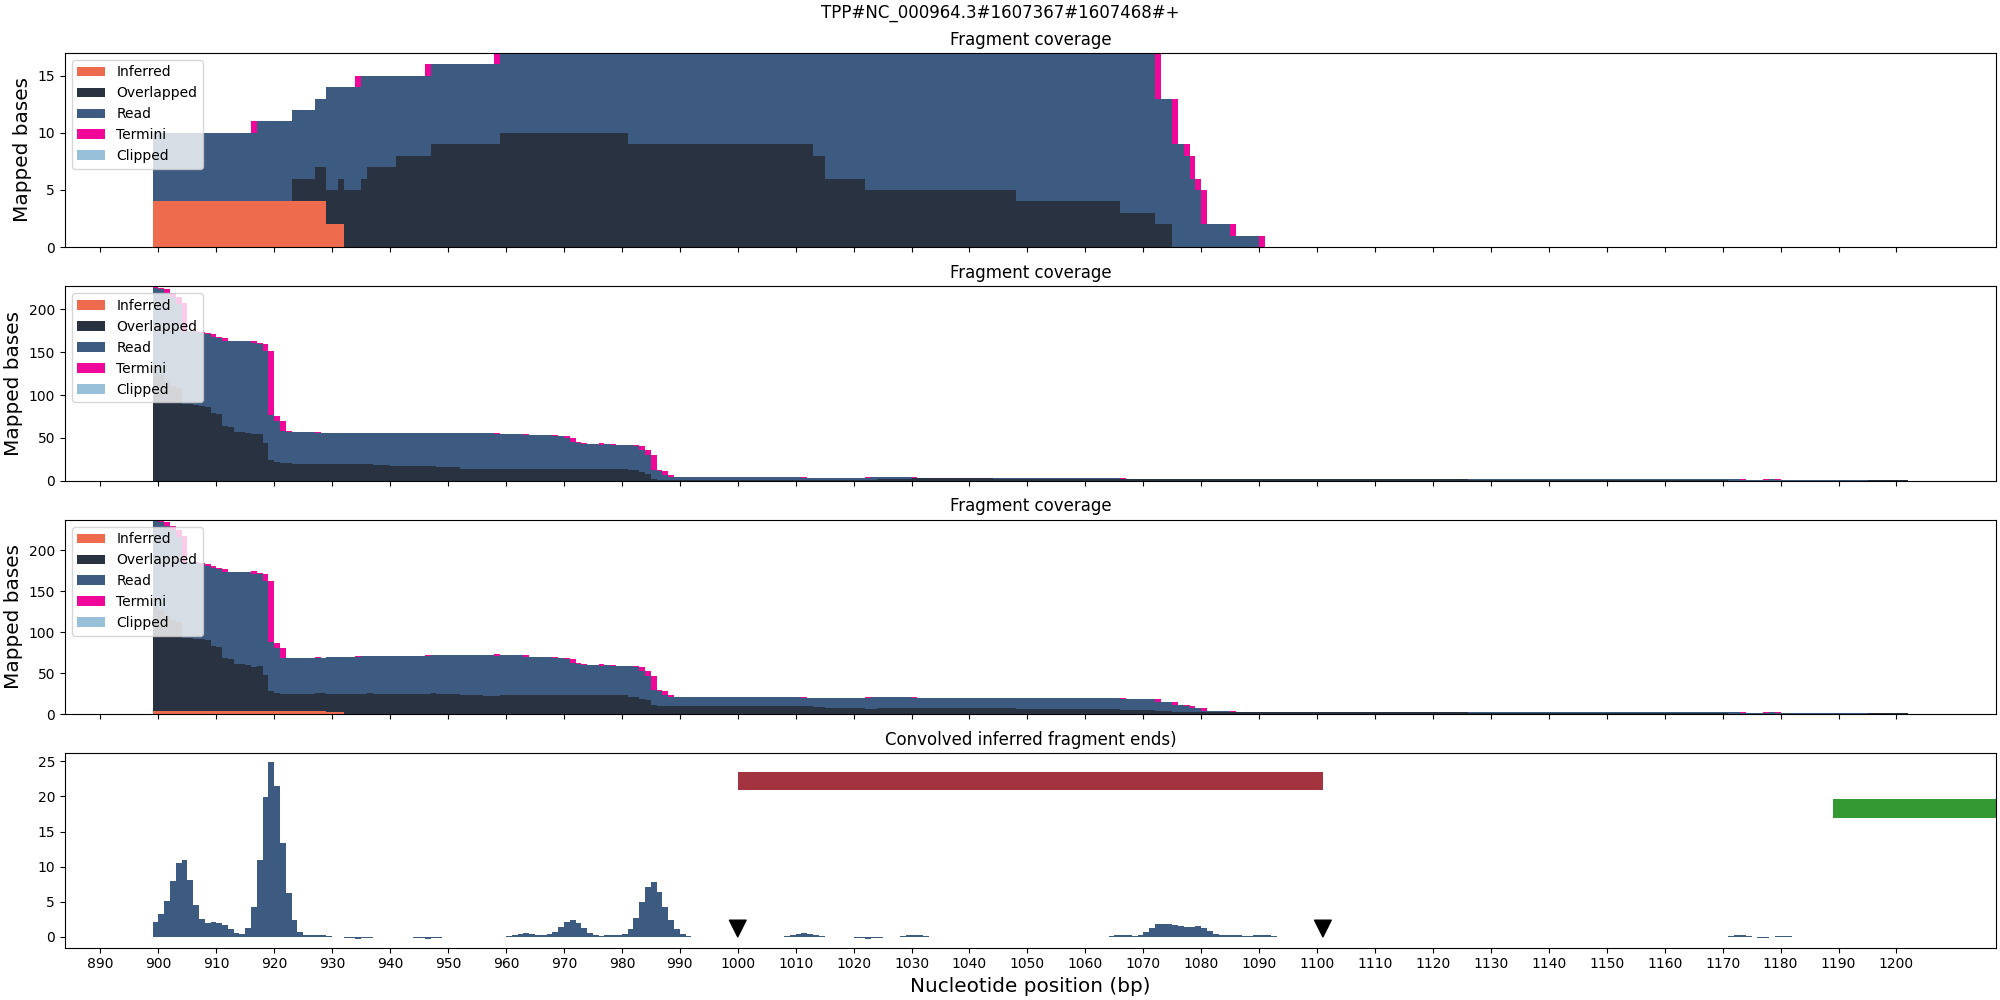 TPP#NC_000964.3#1607367#1607468#+
Fragment coverage
Mapped bases
15
10
5
0
Inferred
Overlapped
Read
Termini
Clipped
Fragment coverage
Mapped bases
200
150
100
50
0
Inferred
Overlapped
Read
Termini
Clipped
Fragment coverage
Mapped bases
200
150
100
50
0
Inferred
Overlapped
Read
Termini
Clipped
Convolved inferred fragment ends)
25
20
15
10
5
0
890 900 910 920 930 940 950 960 970 980 990 1000 1010 1020 1030 1040 1050 1060 1070 1080 1090 1100 1110 1120 1130 1140 1150 1160 1170 1180 1190 1200
Nucleotide position (bp)